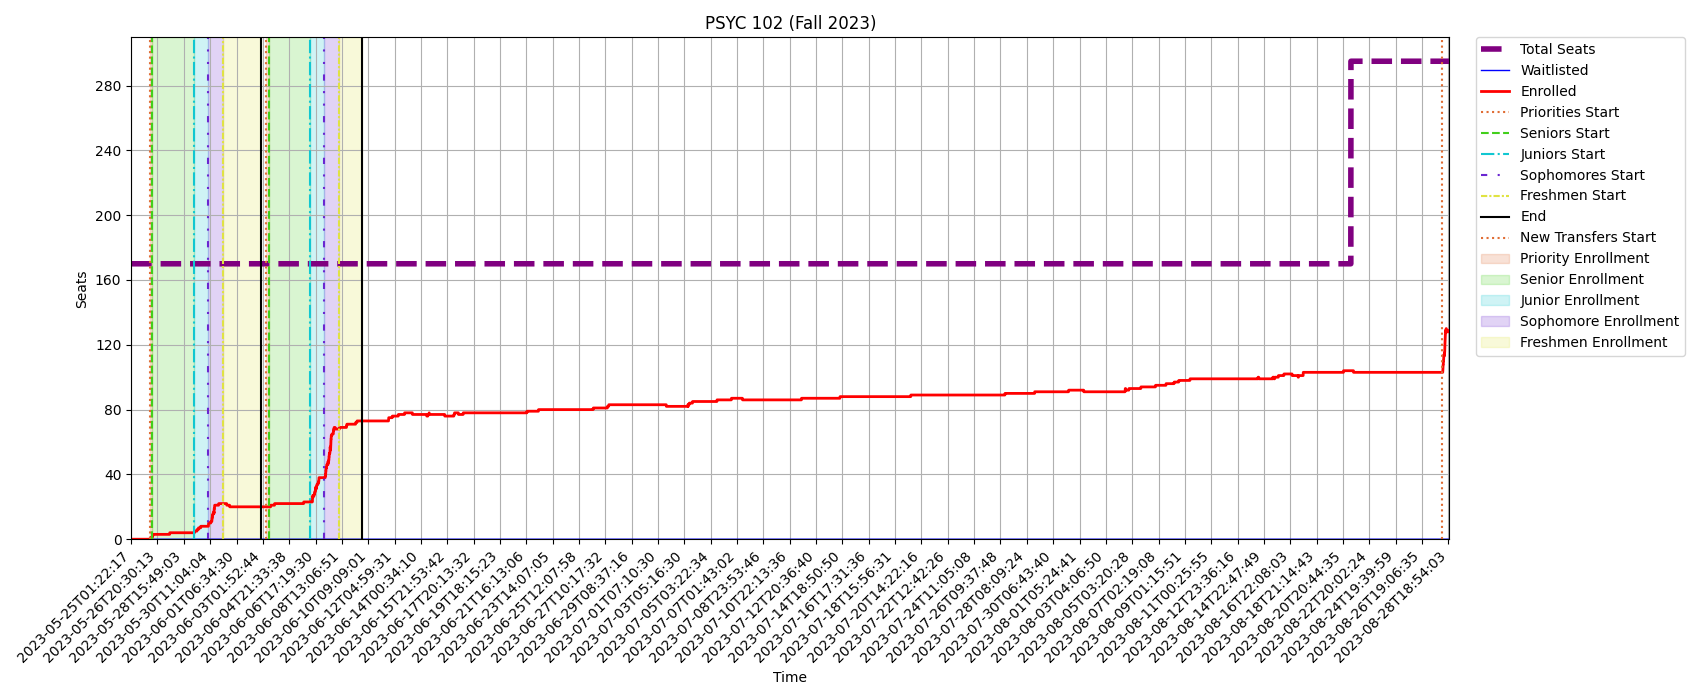 PSYC 102 (Fall 2023)
Seats
280
240
200
160
120
80
40
0
2023-05-25T01:22:17
2023-05-26T20:30:13
2023-05-28T15:49:03
2023-05-30T11:04:04
2023-06-01T06:34:30
2023-06-03T01:52:44
2023-06-04T21:33:38
2023-06-06T17:19:30
2023-06-08T13:06:51
2023-06-10T09:09:01
2023-06-12T04:59:31
2023-06-14T00:34:10
2023-06-15T21:53:42
2023-06-17T20:13:32
2023-06-19T18:15:23
2023-06-21T16:13:06
2023-06-23T14:07:05
2023-06-25T12:07:58
2023-06-27T10:17:32
2023-06-29T08:37:16
2023-07-01T07:10:30
2023-07-03T05:16:30
2023-07-05T03:22:34
2023-07-07T01:43:02
2023-07-08T23:53:46
2023-07-10T22:13:36
2023-07-12T20:36:40
2023-07-14T18:50:50
2023-07-16T17:31:36
2023-07-18T15:56:31
2023-07-20T14:22:16
2023-07-22T12:42:26
2023-07-24T11:05:08
2023-07-26T09:37:48
2023-07-28T08:09:24
2023-07-30T06:43:40
2023-08-01T05:24:41
2023-08-03T04:06:50
2023-08-05T03:20:28
2023-08-07T02:19:08
2023-08-09T01:15:51
2023-08-11T00:25:55
2023-08-12T23:36:16
2023-08-14T22:47:49
2023-08-16T22:08:03
2023-08-18T21:14:43
2023-08-20T20:44:35
2023-08-22T20:02:24
2023-08-24T19:39:59
2023-08-26T19:06:35
2023-08-28T18:54:03
Time
Total Seats
Waitlisted
Enrolled
Priorities Start
Seniors Start
Juniors Start
Sophomores Start
Freshmen Start
End
New Transfers Start
Priority Enrollment
Senior Enrollment
Junior Enrollment
Sophomore Enrollment
Freshmen Enrollment